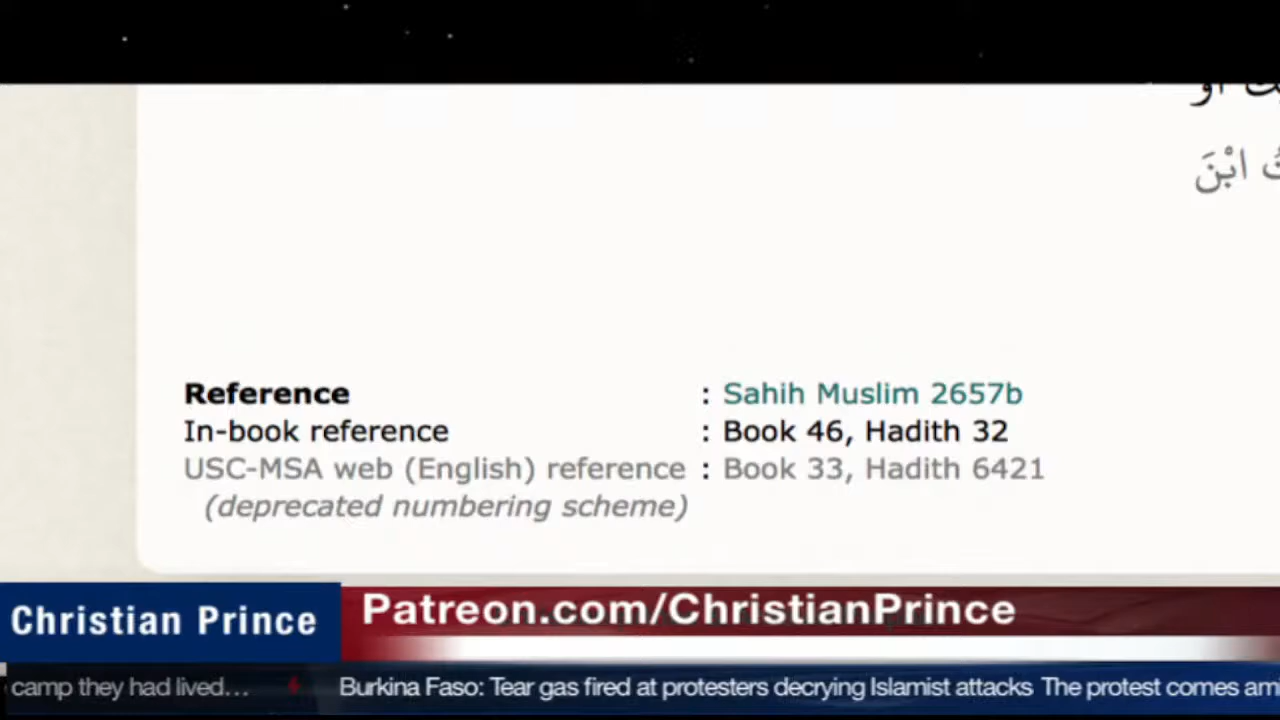 ابْنَ
Reference : Sahih Muslim 2657b
In-book reference : Book 46, Hadith 32
USC-MSA web (English) reference : Book 33, Hadith 6421
(deprecated numbering scheme)
Christian Prince
Patreon.com/ChristianPrince
camp they had lived... Burkina Faso: Tear gas fired at protesters decrying Islamist attacks The protest comes ami